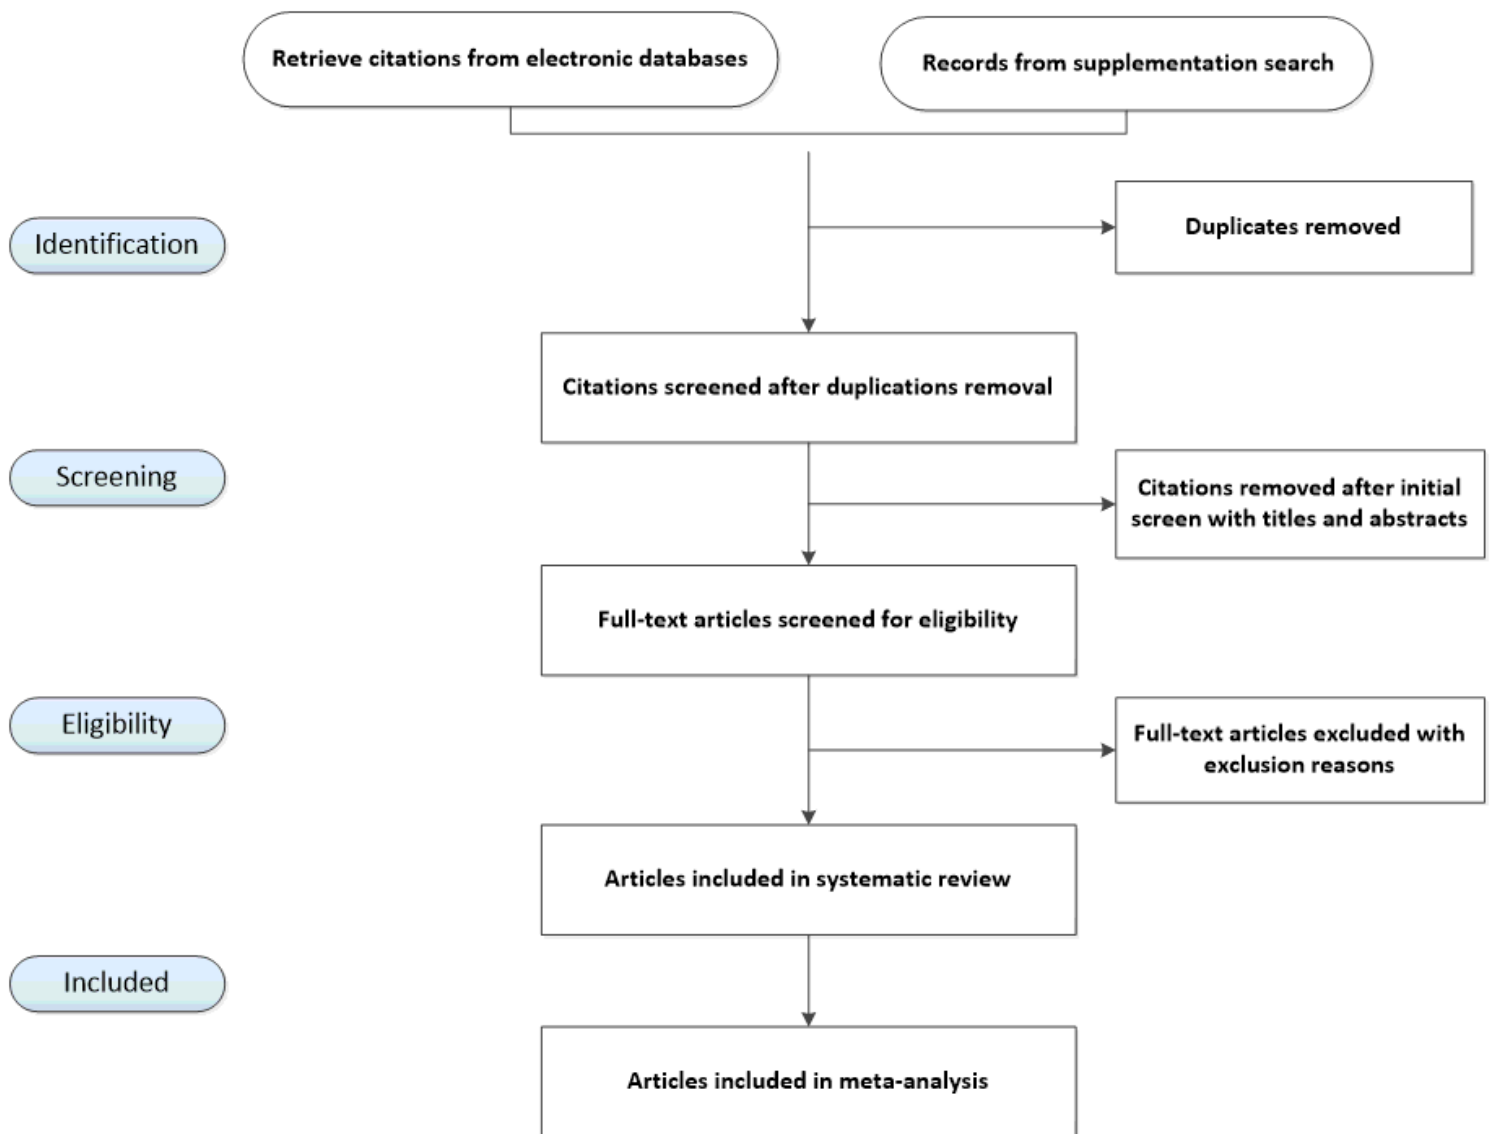 Retrieve citations from electronic databases
Records from supplementation search
Identification
Duplicates removed
Citations screened after duplications removal
Screening
Citations removed after initial
screen with titles and abstracts
Full-text articles screened for eligibility
Eligibility
Full-text articles excluded with
exclusion reasons
Articles included in systematic review
Included
Articles included in meta-analysis